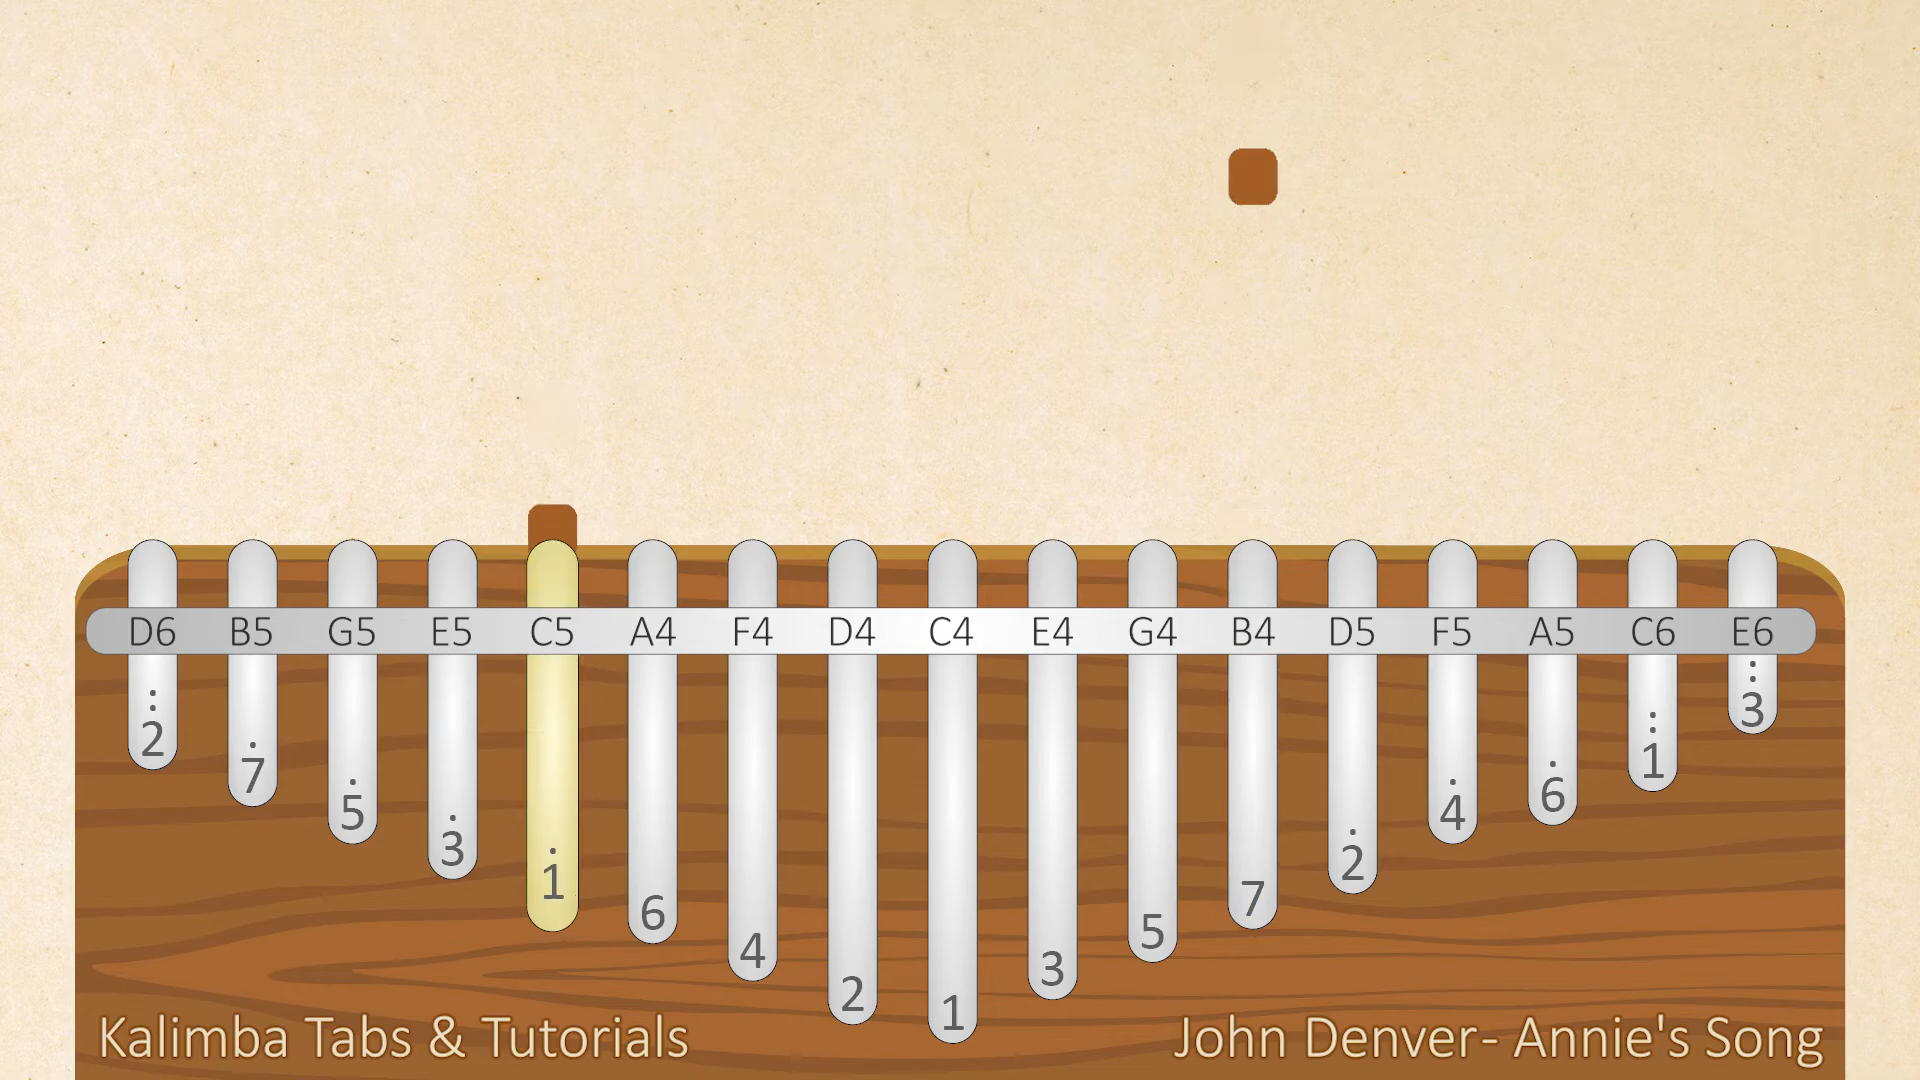 D6 B5 G5 E5 C5 A4 F4 D4 C4 E4 G4 B4 D5 F5 A5 C6 E6
2 7 5 3 1 6 4 2 1 3 5 7 2 4 6 1 3
Kalimba Tabs & Tutorials
John Denver- Annie's Song